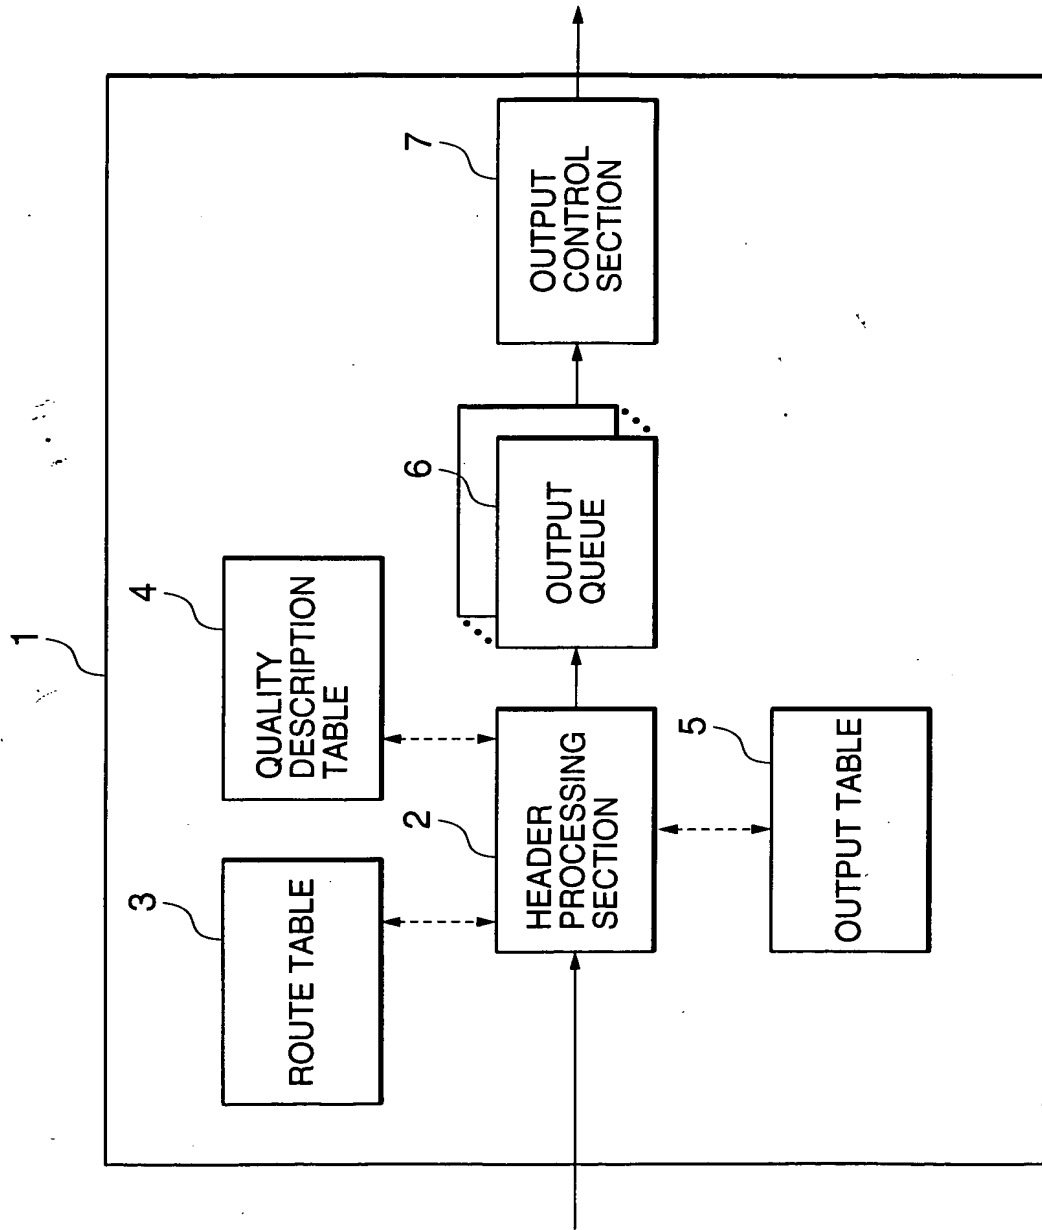 1
3
ROUTE TABLE
4
QUALITY
DESCRIPTION
TABLE
2
HEADER
PROCESSING
SECTION
6
OUTPUT
QUEUE
7
OUTPUT
CONTROL
SECTION
5
OUTPUT TABLE